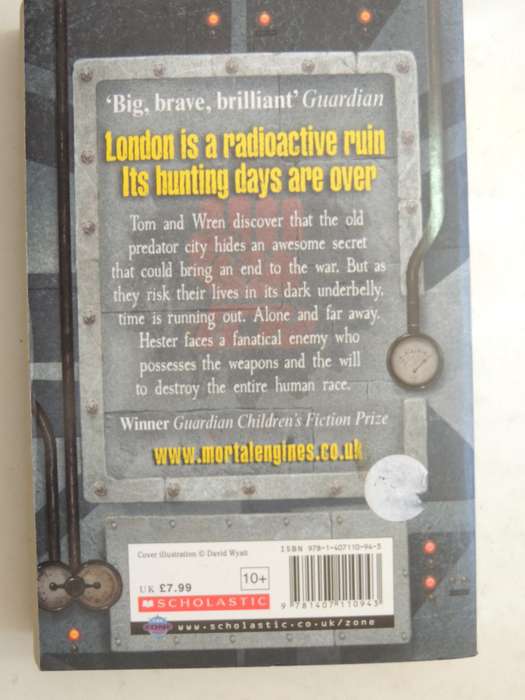 'Big, brave, brilliant' Guardian
London is a radioactive ruin
Its hunting days are over
Tom and Wren discover that the old
predator city hides an awesome secret
that could bring an end to the war. But as
they risk their lives in its dark underbelly,
time is running out. Alone and far away.
Hester faces a fanatical enemy who
possesses the weapons and the will
to destroy the entire human race.
Winner Guardian Children's Fiction Prize
www.mortalengines.co.uk
Cover illustration © David Wyatt
ISBN 978-1-407110-94-3
UK £7.99
10+
SCHOLASTIC
9 781407 110943
www.scholastic.co.uk/zone